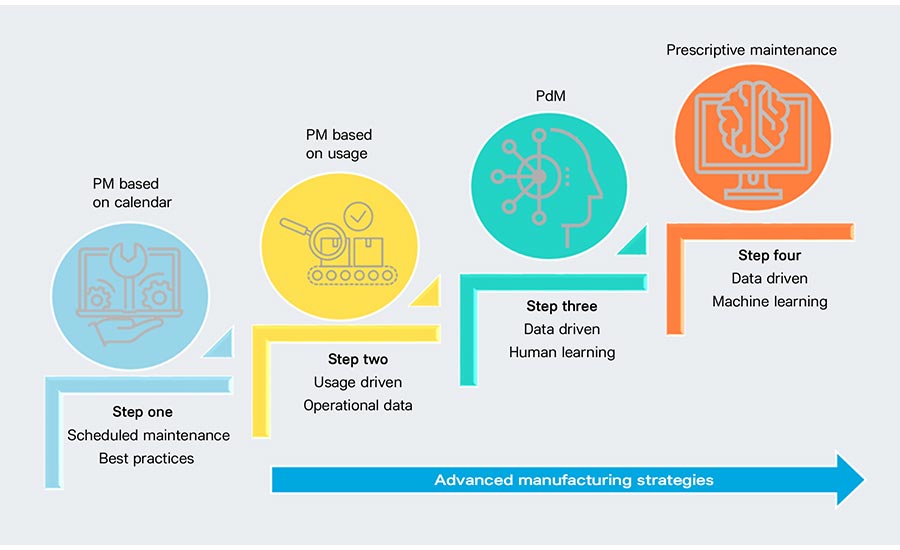 PM based
on calendar
Step one
Scheduled maintenance
Best practices
PM based
on usage
Step two
Usage driven
Operational data
PdM
Step three
Data driven
Human learning
Prescriptive maintenance
Step four
Data driven
Machine learning
Advanced manufacturing strategies